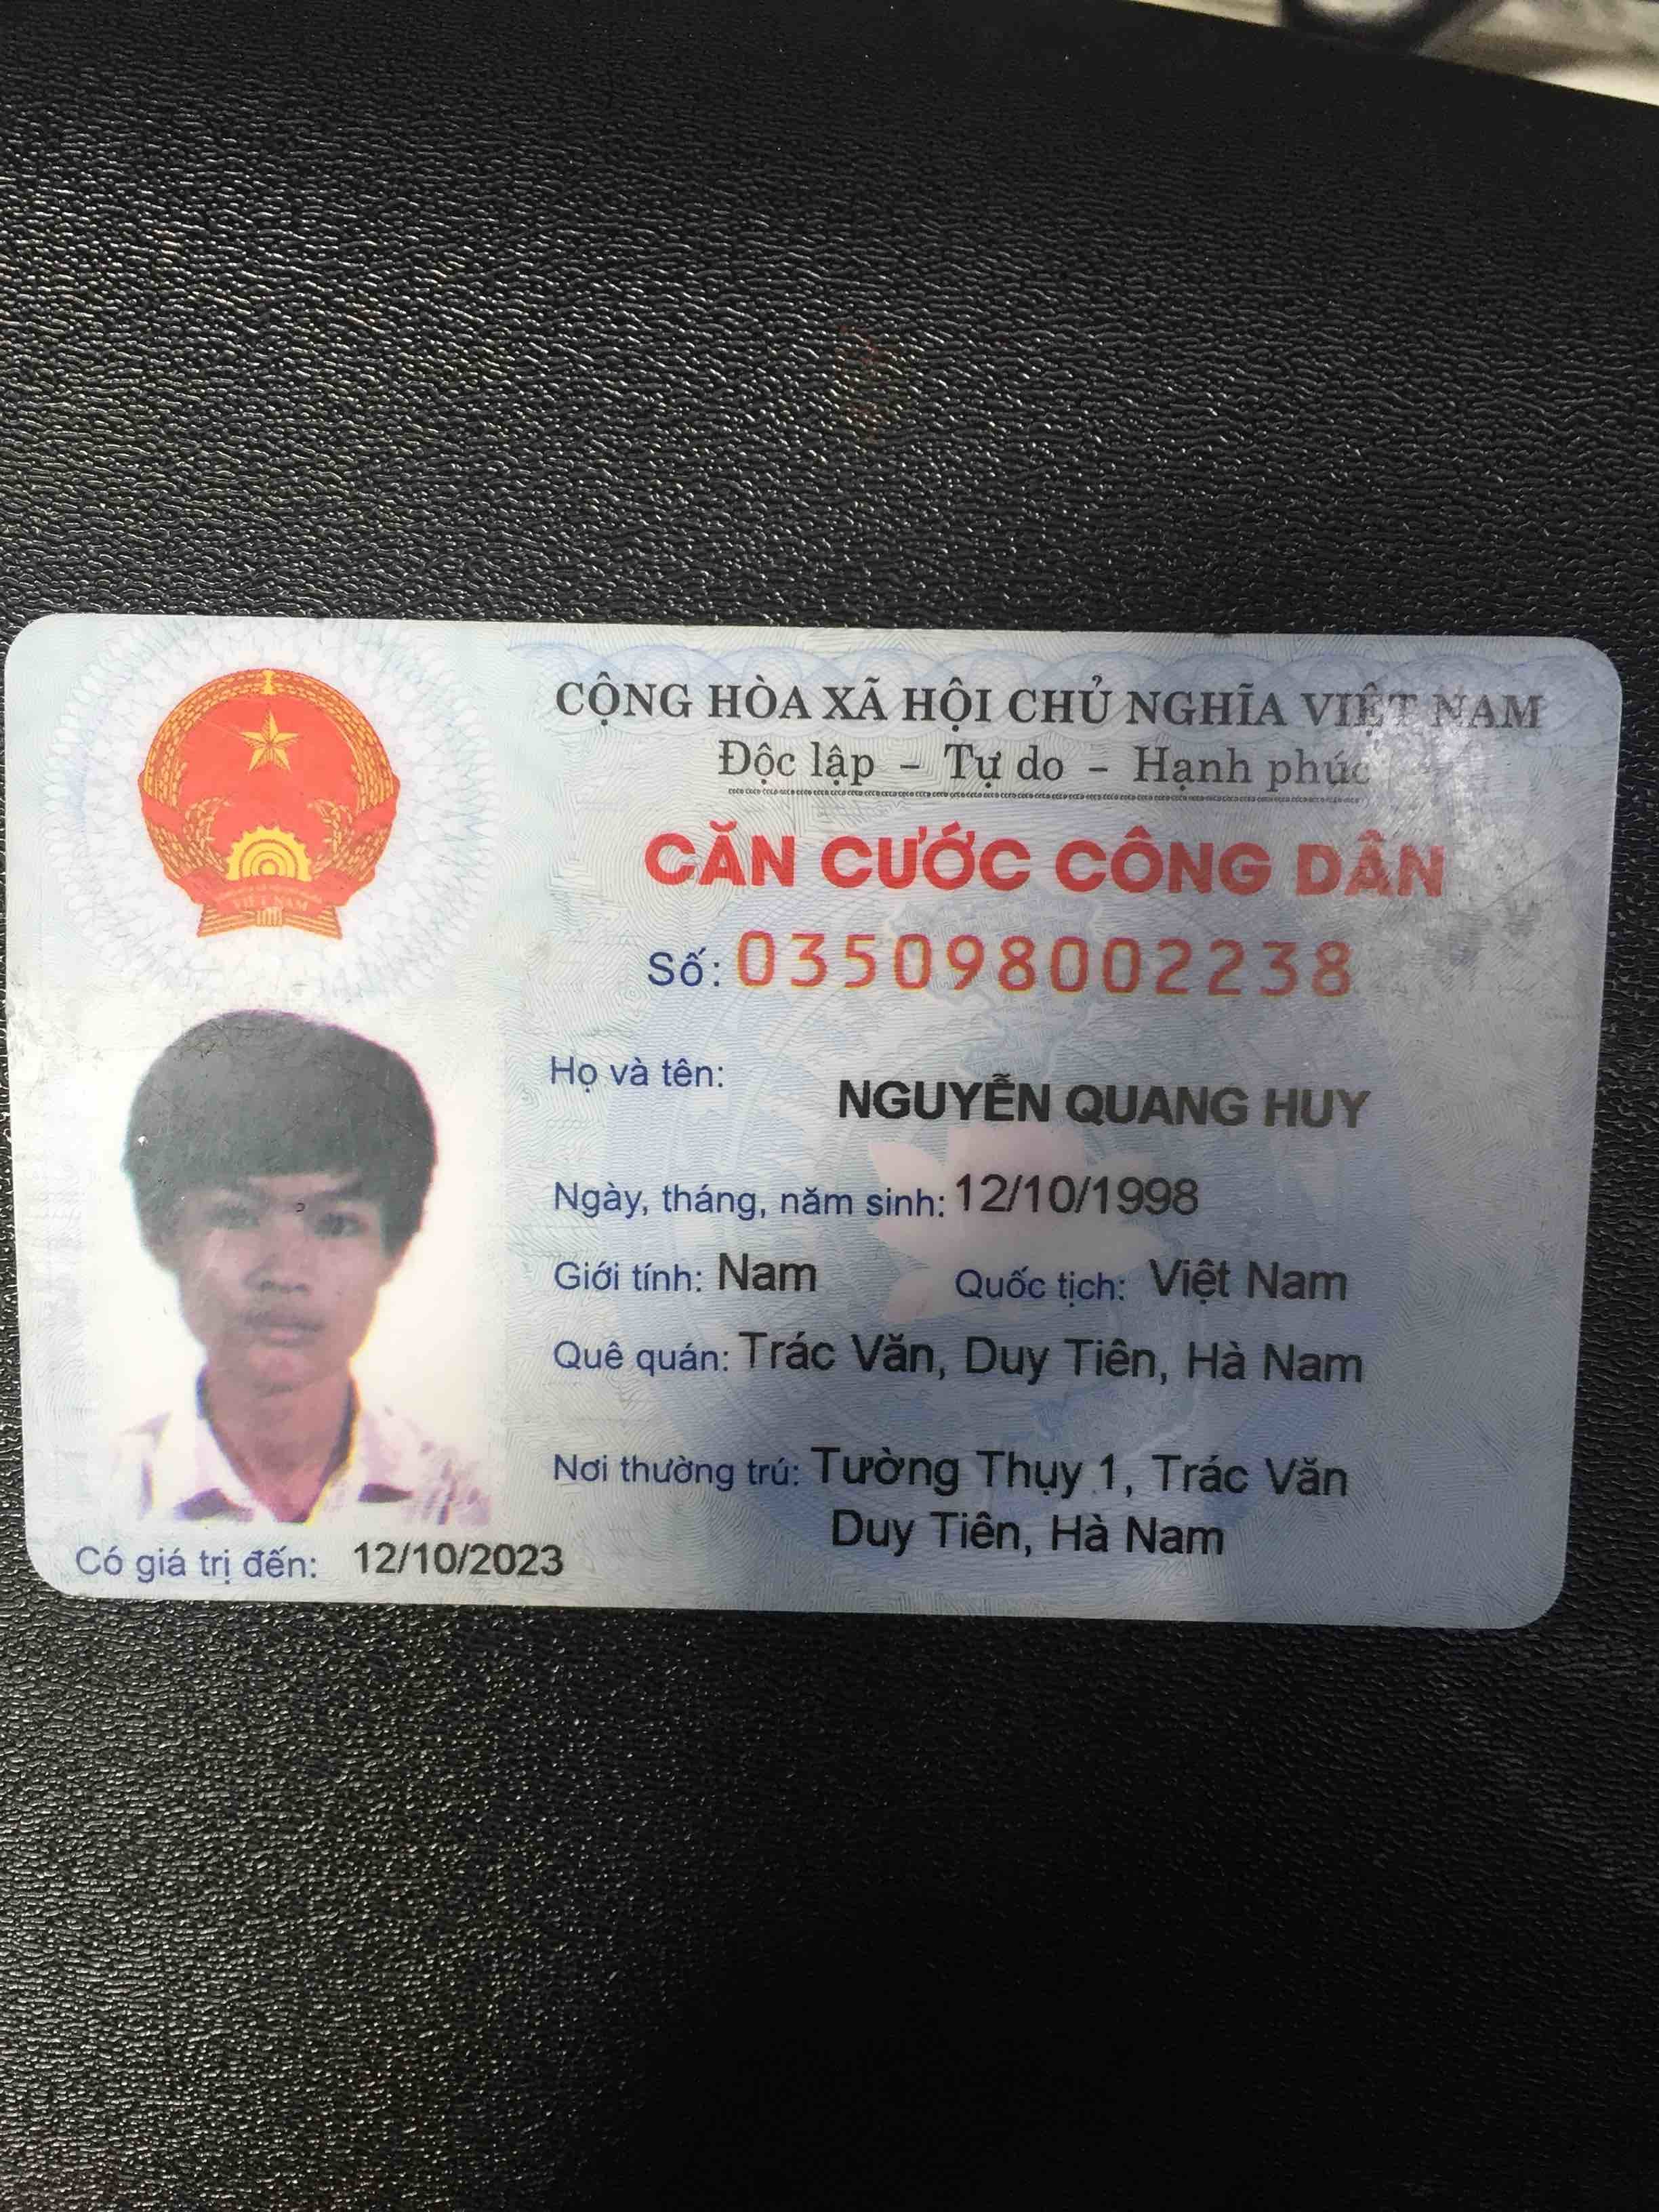 CỘNG HÒA XÃ HỘI CHỦ NGHĨA VIỆT NAM
Độc lập – Tự do – Hạnh phúc
CĂN CƯỚC CÔNG DÂN
Số: 035098002238
Họ và tên: NGUYỄN QUANG HUY
Ngày, tháng, năm sinh: 12/10/1998
Giới tính: Nam Quốc tịch: Việt Nam
Quê quán: Trác Văn, Duy Tiên, Hà Nam
Nơi thường trú: Tường Thụy 1, Trác Văn
Duy Tiên, Hà Nam
Có giá trị đến: 12/10/2023